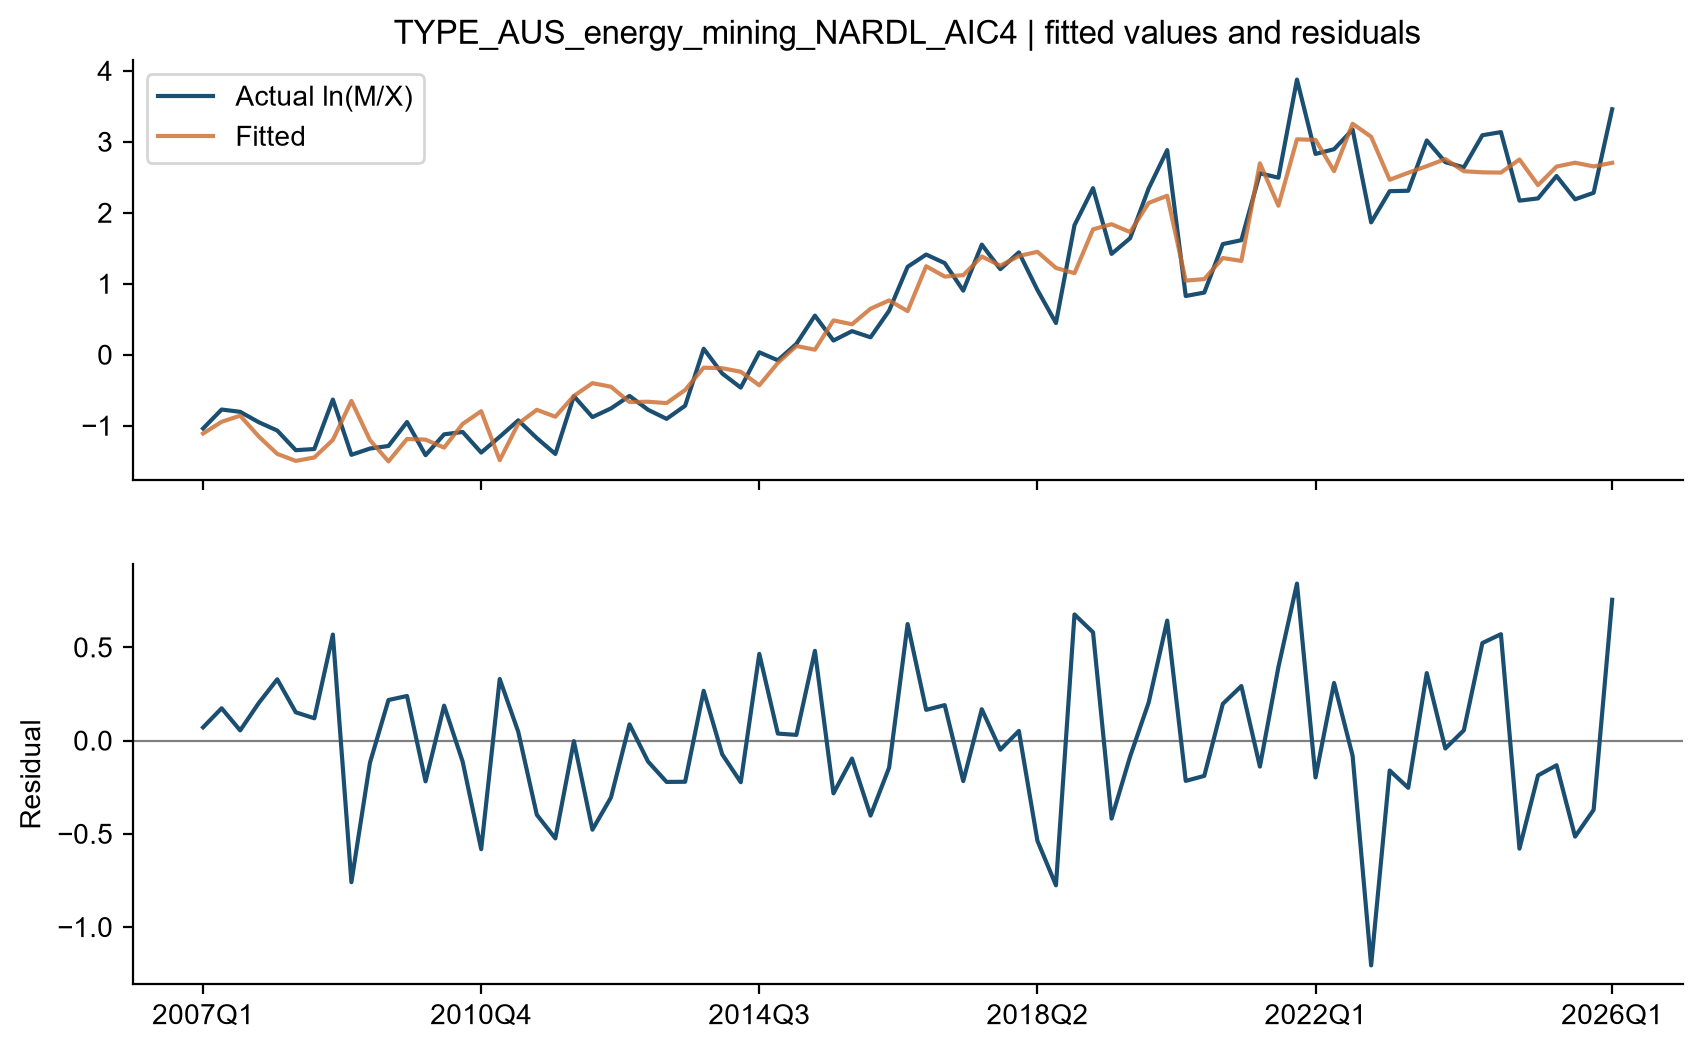 TYPE_AUS_energy_mining_NARDL_AIC4 | fitted values and residuals
4
3
2
1
0
−1
Actual ln(M/X)
Fitted
Residual
0.5
0.0
−0.5
−1.0
2007Q1 2010Q4 2014Q3 2018Q2 2022Q1 2026Q1